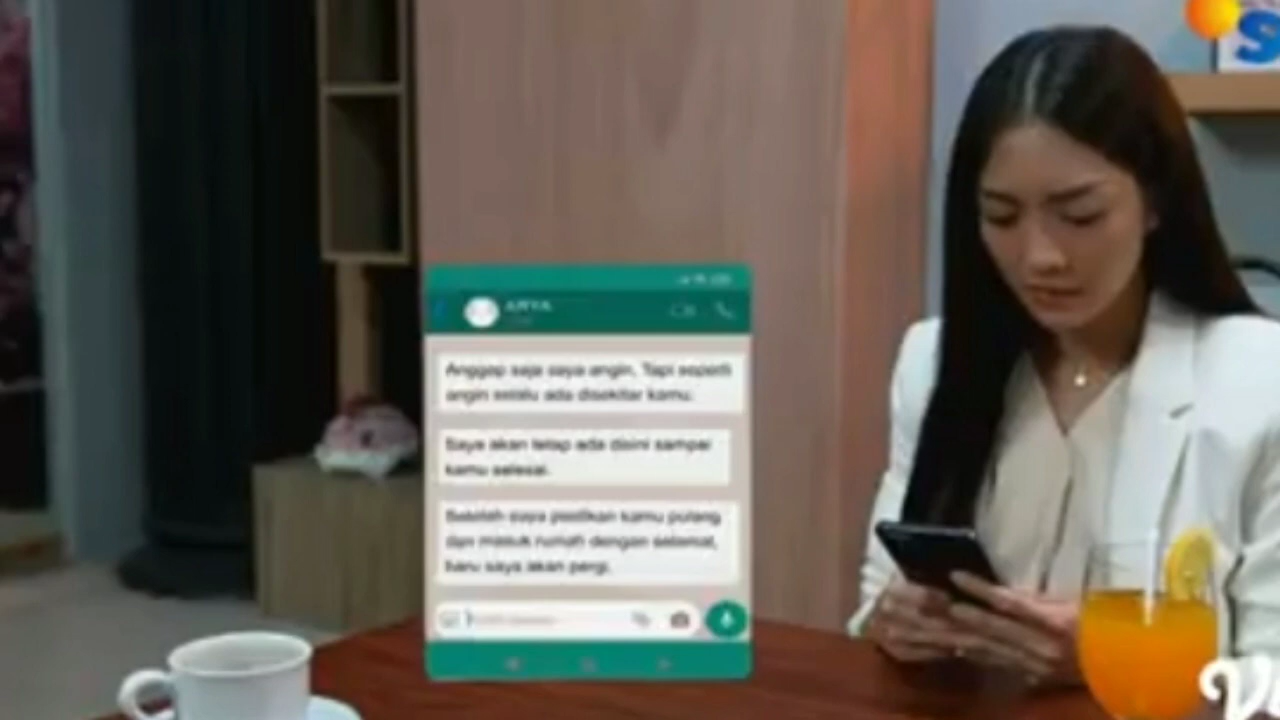 ARYA
Anggap saja saya angin. Tapi seperti
angin selalu ada disekitar kamu.
Saya akan tetap ada disini sampai
kamu selesai.
Setelah saya pastikan kamu pulang
dan masuk rumah dengan selamat,
baru saya akan pergi.
S